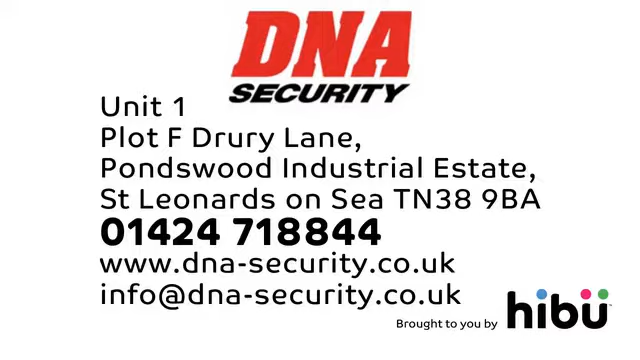 DNA
SECURITY
Unit 1
Plot F Drury Lane,
Pondswood Industrial Estate,
St Leonards on Sea TN38 9BA
01424 718844
www.dna-security.co.uk
info@dna-security.co.uk
Brought to you by hibü™